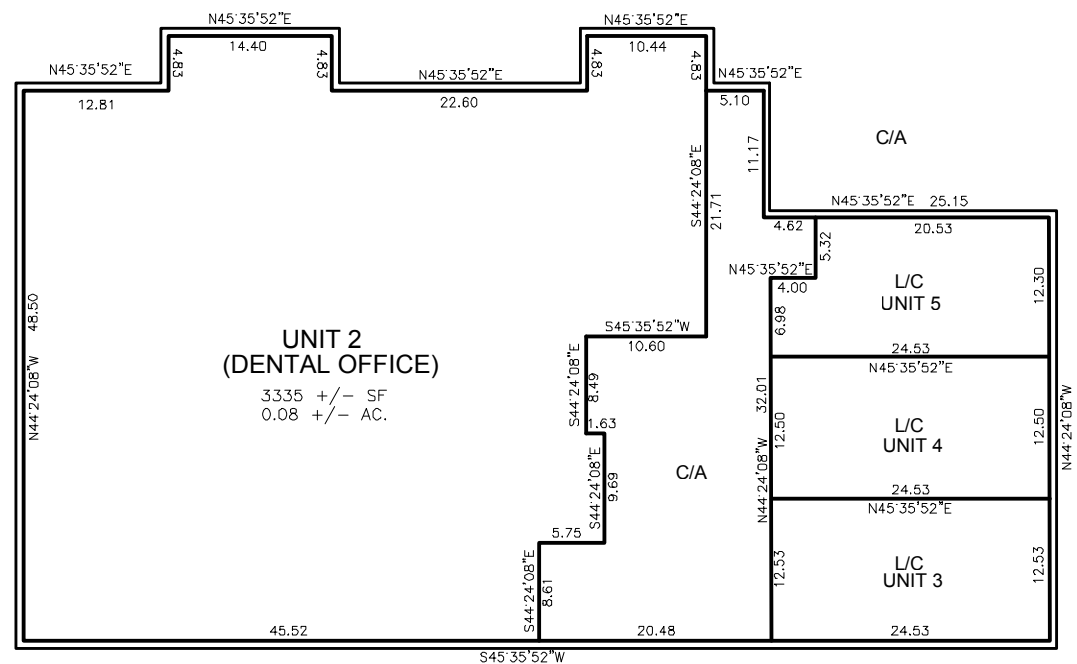 N45°35'52"E
14.40
4.83
4.83
N45°35'52"E
12.81
N45°35'52"E
22.60
N45°35'52"E
10.44
4.83
4.83
N45°35'52"E
5.10
11.17
C/A
N45°35'52"E 25.15
4.62
20.53
5.32
S44°24'08"E
21.71
N45°35'52"E
4.00
6.98
L/C
UNIT 5
12.30
24.53
N45°35'52"E
48.50
N44°24'08"W
UNIT 2
(DENTAL OFFICE)
3335 +/- SF
0.08 +/- AC.
S45°35'52"W
10.60
S44°24'08"E
8.49
1.63
S44°24'08"E
9.69
C/A
N44°24'08"W 32.01
12.50
L/C
UNIT 4
12.50
N44°24'08"W
24.53
N45°35'52"E
5.75
S44°24'08"E
8.61
12.53
L/C
UNIT 3
12.53
45.52
20.48
24.53
S45°35'52"W